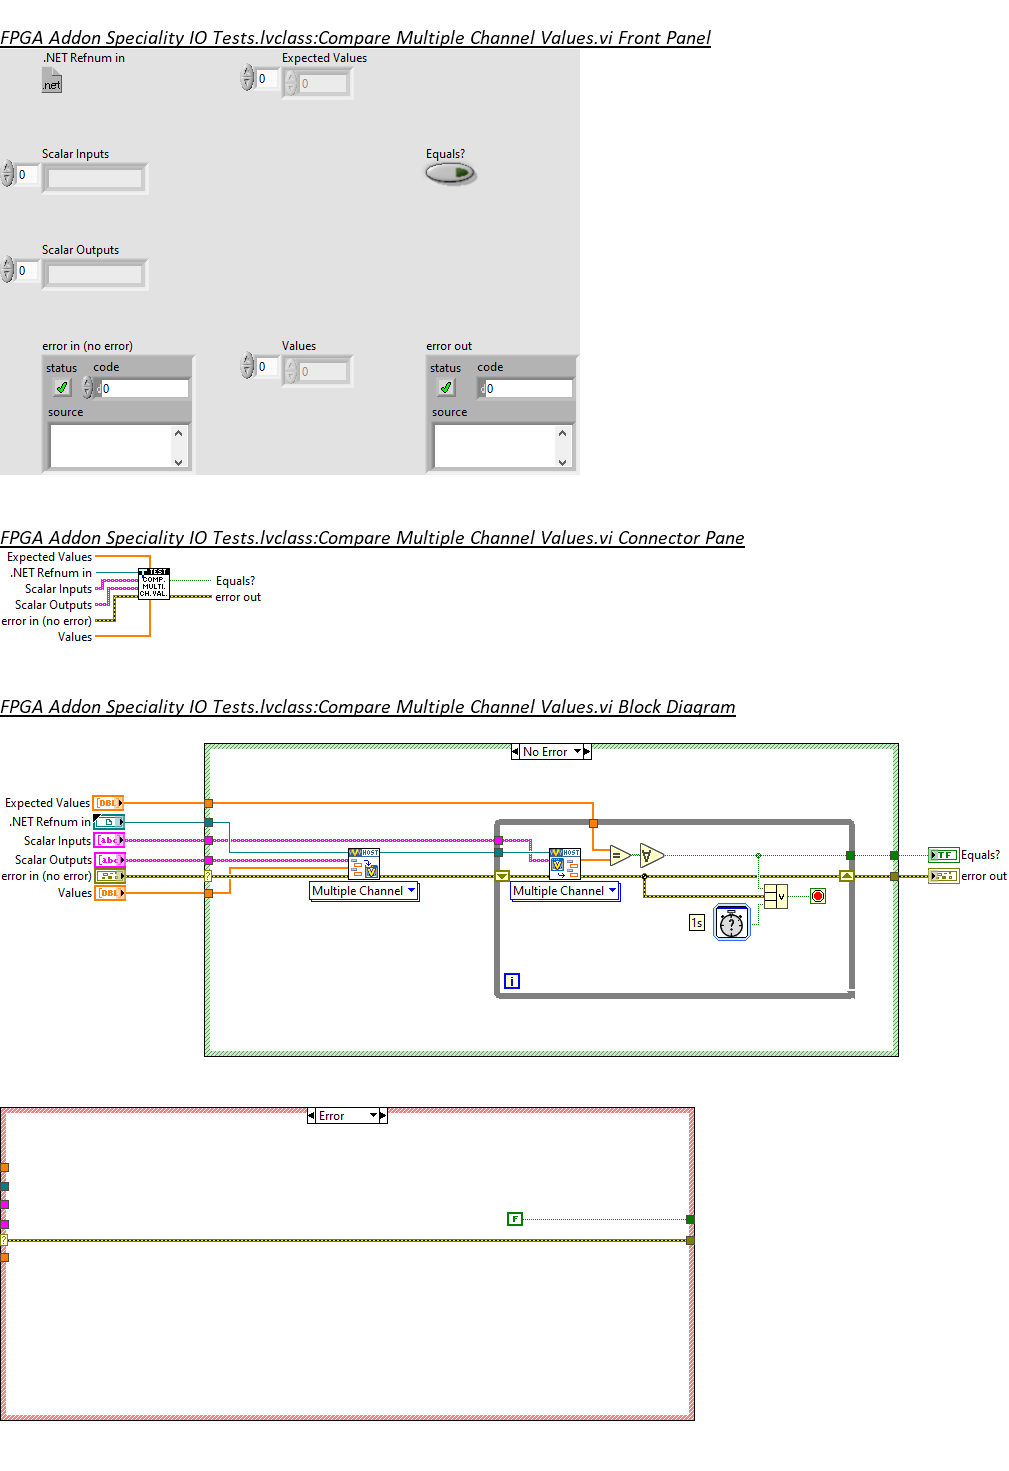 FPGA Addon Speciality IO Tests.lvclass:Compare Multiple Channel Values.vi Front Panel
.NET Refnum in
Expected Values
.net
0
0
Scalar Inputs
Equals?
0
Scalar Outputs
0
error in (no error)
Values
error out
status code
0
0
status code
0
0
source
source
FPGA Addon Speciality IO Tests.lvclass:Compare Multiple Channel Values.vi Connector Pane
Expected Values
.NET Refnum in
Scalar Inputs
Scalar Outputs
error in (no error)
Values
TEST
COMP.
MULTI.
CH.VAL.
Equals?
error out
FPGA Addon Speciality IO Tests.lvclass:Compare Multiple Channel Values.vi Block Diagram
No Error
Expected Values
.NET Refnum in
Scalar Inputs
Scalar Outputs
error in (no error)
Values
[DBL
[abc
[abc
[DBL
?
V HOST
Multiple Channel
V HOST
Multiple Channel
=
∀
V
1s
?
i
TF
Equals?
error out
Error
F
?